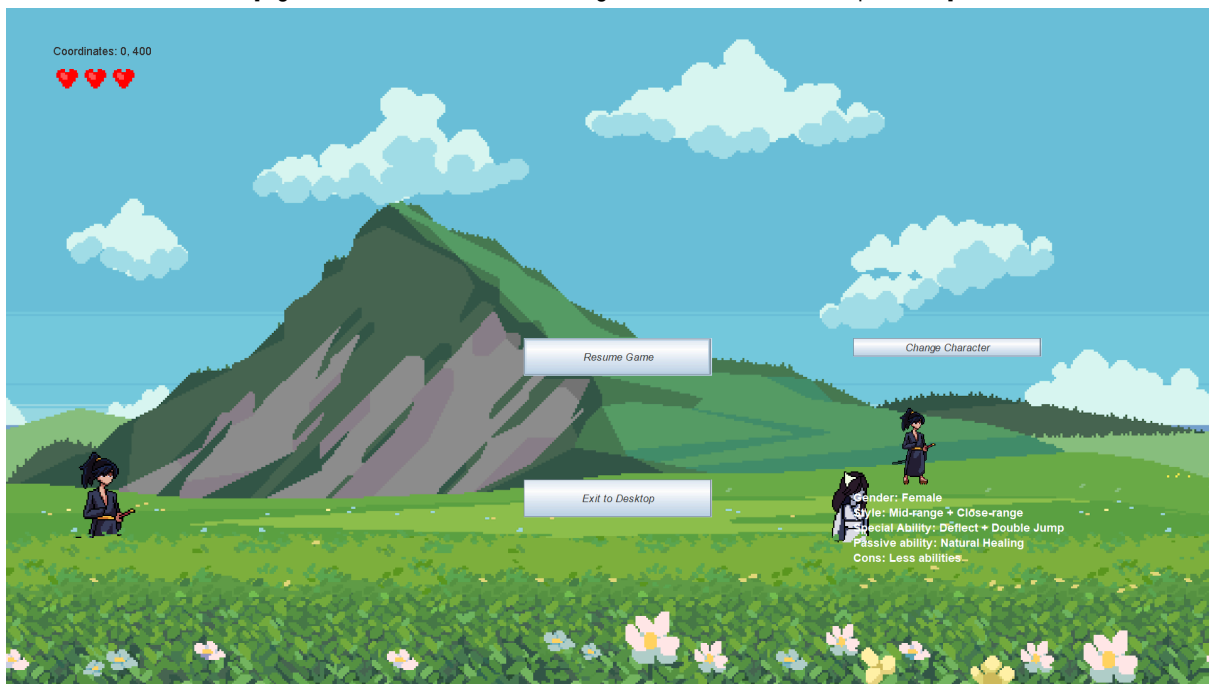 Coordinates: 0, 400
Resume Game
Change Character
Exit to Desktop
Gender: Female
Style: Mid-range + Close-range
Special Ability: Deflect + Double Jump
Passive ability: Natural Healing
Cons: Less abilities